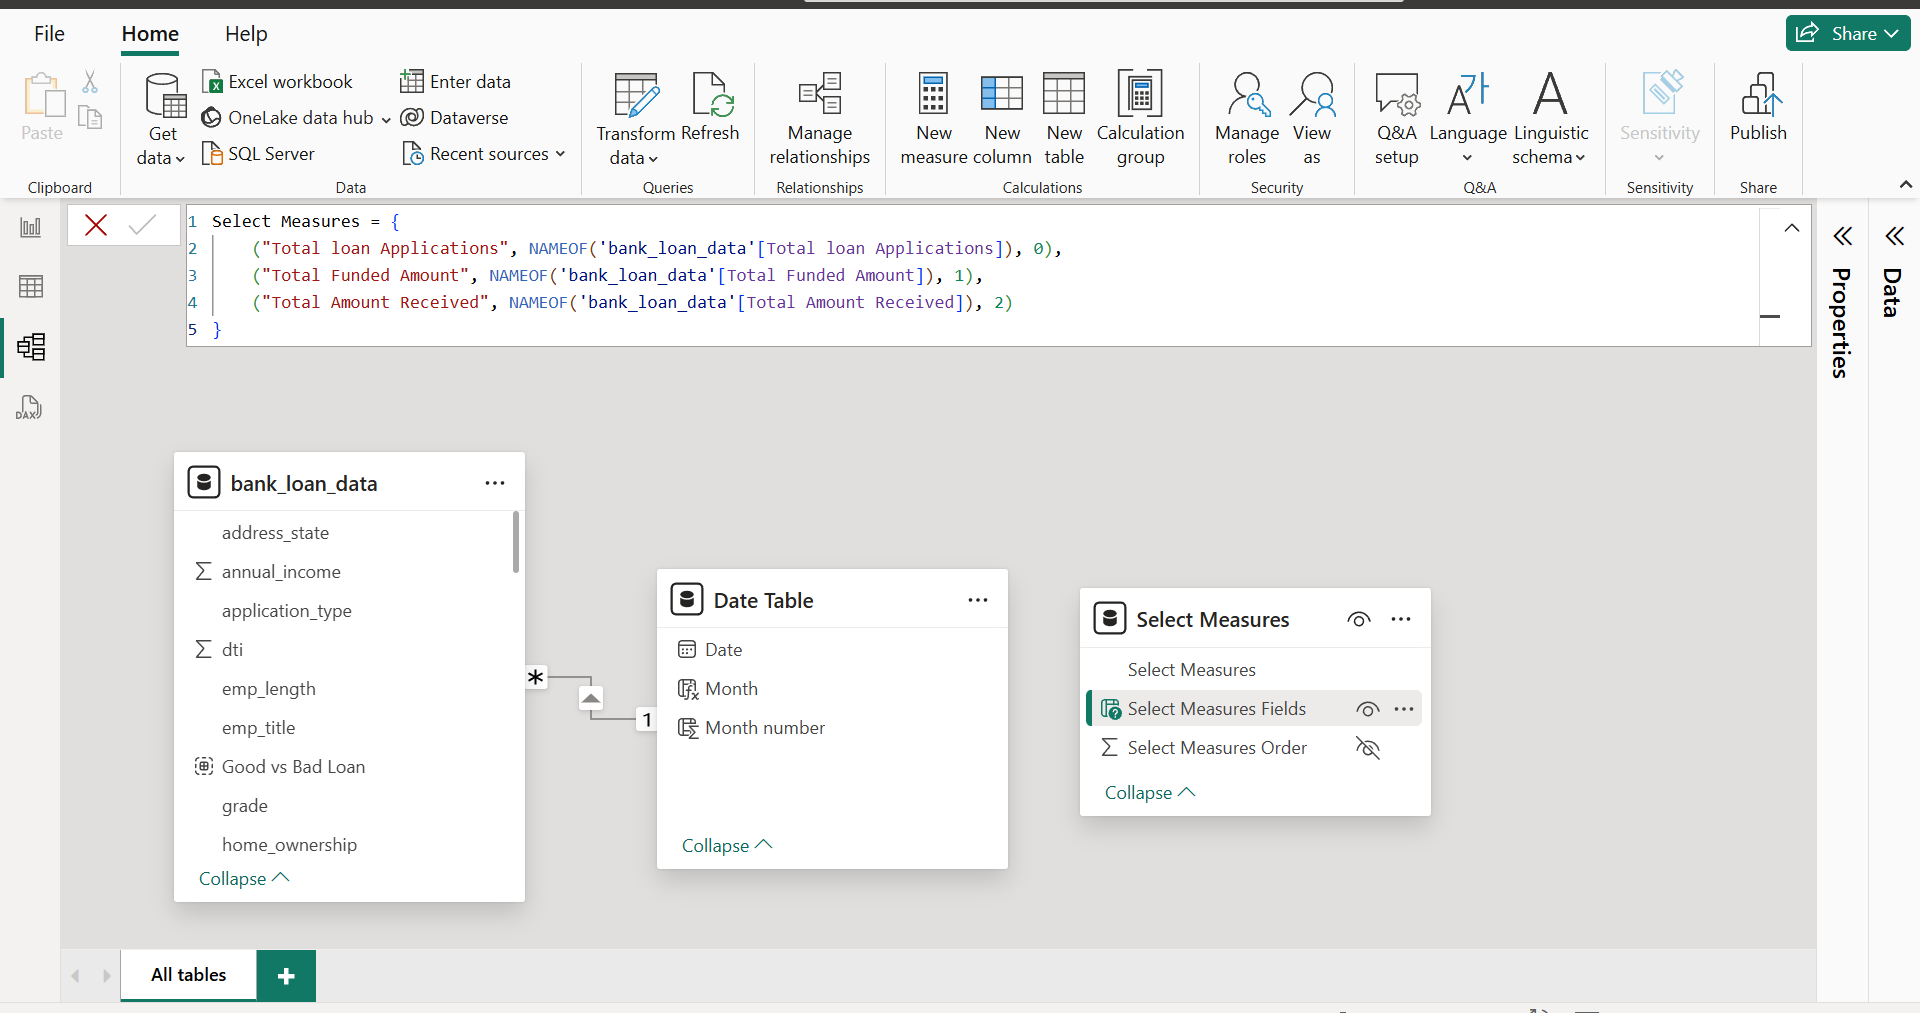 File Home Help
Share
Paste
Clipboard
Get data
Excel workbook
OneLake data hub
SQL Server
Enter data
Dataverse
Recent sources
Data
Transform data
Refresh
Queries
Manage relationships
Relationships
New measure
New column
New table
Calculation group
Calculations
Manage roles
View as
Security
Q&A setup
Language
Linguistic schema
Q&A
Sensitivity
Sensitivity
Publish
Share
DAX
1 Select Measures = {
2 ("Total loan Applications", NAMEOF('bank_loan_data'[Total loan Applications]), 0),
3 ("Total Funded Amount", NAMEOF('bank_loan_data'[Total Funded Amount]), 1),
4 ("Total Amount Received", NAMEOF('bank_loan_data'[Total Amount Received]), 2)
5 }
Properties
Data
bank_loan_data
address_state
annual_income
application_type
dti
emp_length
emp_title
Good vs Bad Loan
grade
home_ownership
Collapse
* 1
Date Table
Date
Month
Month number
Collapse
Select Measures
Select Measures
Select Measures Fields
Select Measures Order
Collapse
All tables